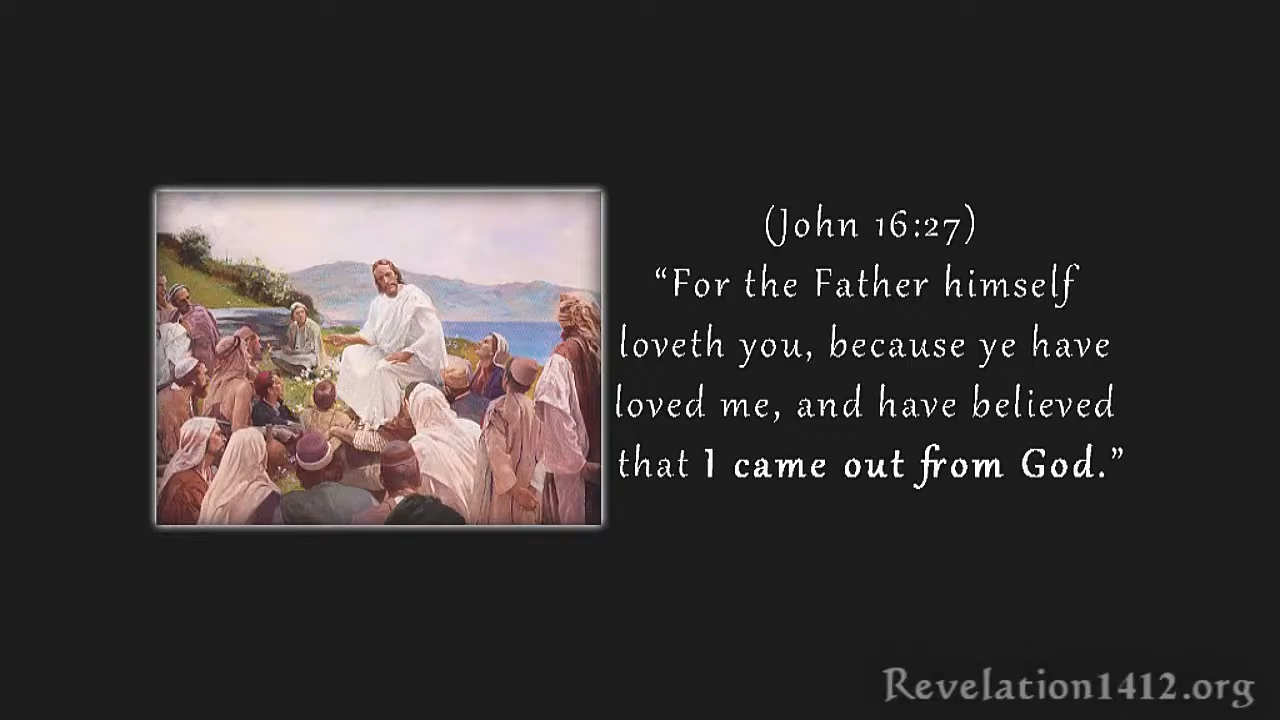 (John 16:27)
“For the Father himself
loveth you, because ye have
loved me, and have believed
that I came out from God.”
Revelation1412.org